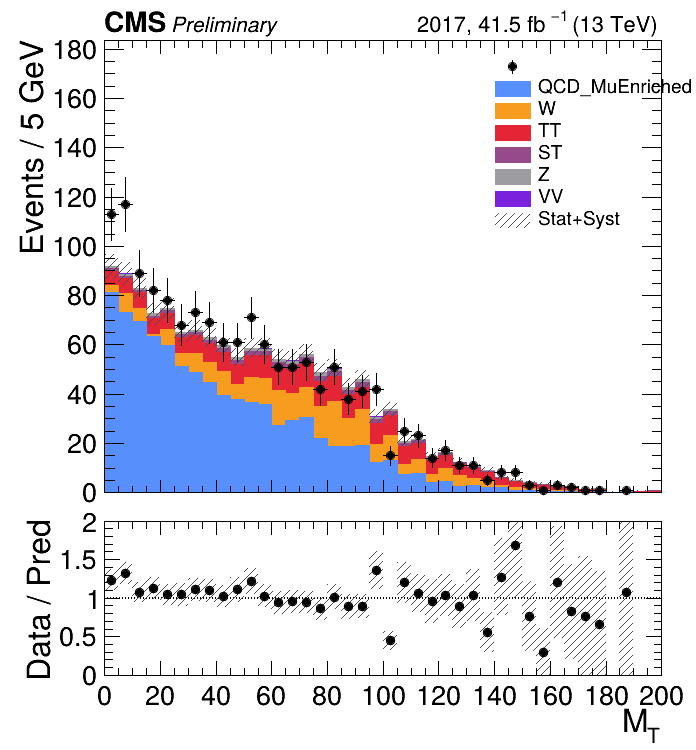 CMS Preliminary 2017, 41.5 fb⁻¹ (13 TeV)
Events / 5 GeV
180
160
140
120
100
80
60
40
20
0
QCD_MuEnriched
W
TT
ST
Z
VV
Stat+Syst
Data / Pred
2
1.5
1
0.5
0
0 20 40 60 80 100 120 140 160 180 200
M_T